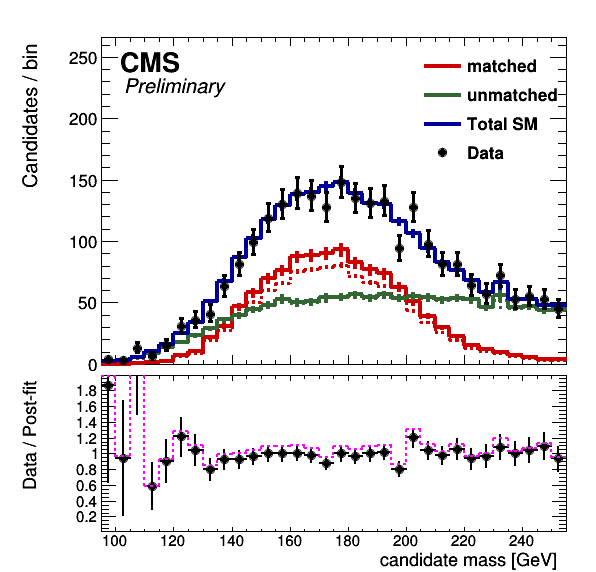 CMS
Preliminary
matched
unmatched
Total SM
Data
Candidates / bin
250
200
150
100
50
0
Data / Post-fit
1.8
1.6
1.4
1.2
1
0.8
0.6
0.4
0.2
100 120 140 160 180 200 220 240
candidate mass [GeV]